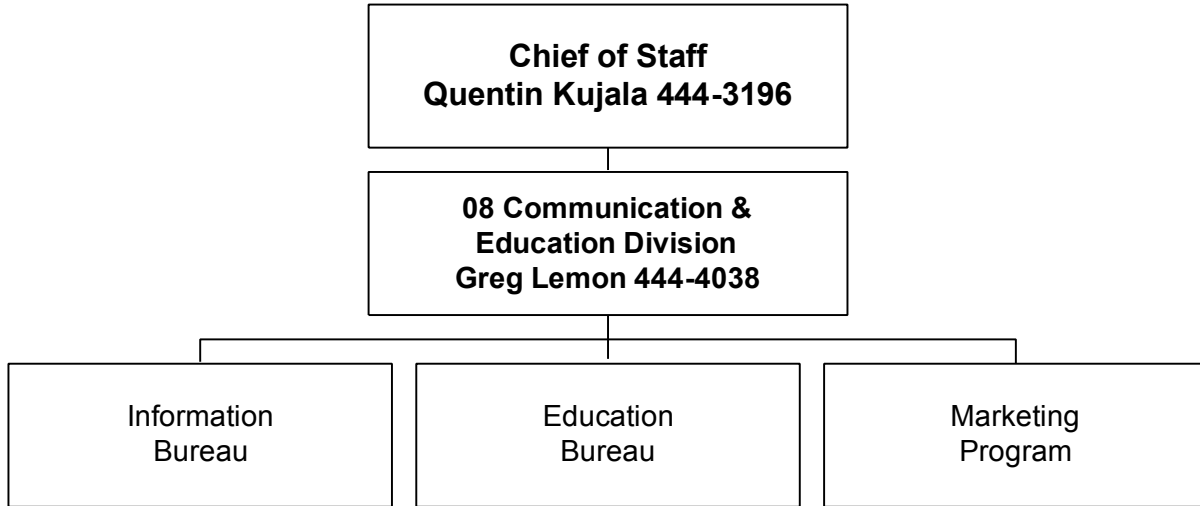 Chief of Staff
Quentin Kujala 444-3196
08 Communication &
Education Division
Greg Lemon 444-4038
Information
Bureau
Education
Bureau
Marketing
Program